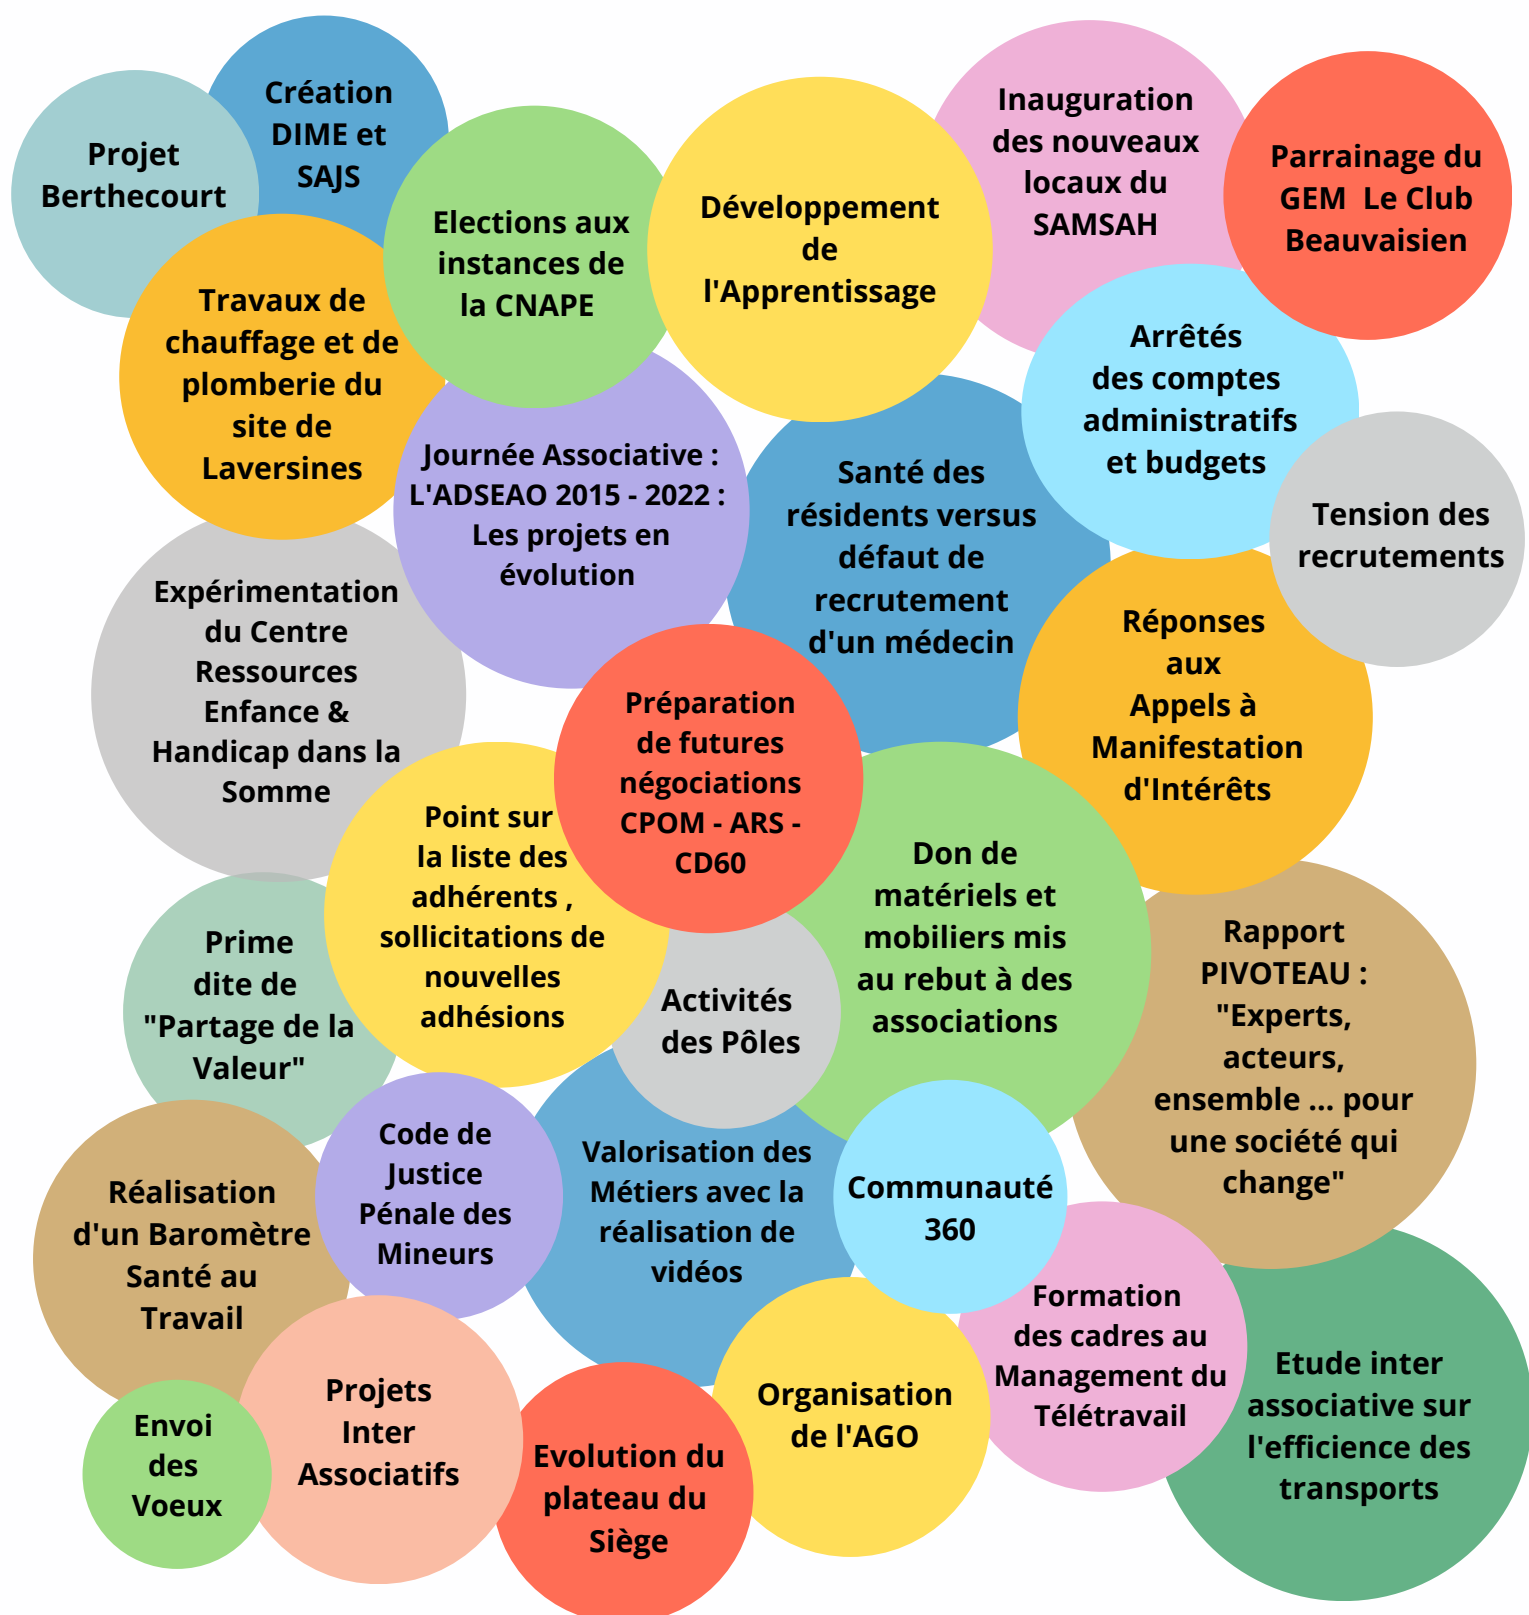 Projet
Berthecourt
Création
DIME et
SAJS
Elections aux
instances de
la CNAPE
Développement
de
l'Apprentissage
Inauguration
des nouveaux
locaux du
SAMSAH
Parrainage du
GEM Le Club
Beauvaisien
Travaux de
chauffage et de
plomberie du
site de
Laversines
Journée Associative :
L'ADSEAO 2015 - 2022 :
Les projets en
évolution
Santé des
résidents versus
défaut de
recrutement
d'un médecin
Arrêtés
des comptes
administratifs
et budgets
Tension des
recrutements
Expérimentation
du Centre
Ressources
Enfance &
Handicap dans la
Somme
Préparation
de futures
négociations
CPOM - ARS -
CD60
Réponses
aux
Appels à
Manifestation
d'Intérêts
Point sur
la liste des
adhérents ,
sollicitations de
nouvelles
adhésions
Don de
matériels et
mobiliers mis
au rebut à des
associations
Prime
dite de
"Partage de la
Valeur"
Activités
des Pôles
Rapport
PIVOTEAU :
"Experts,
acteurs,
ensemble ... pour
une société qui
change"
Réalisation
d'un Baromètre
Santé au
Travail
Code de
Justice
Pénale des
Mineurs
Valorisation des
Métiers avec la
réalisation de
vidéos
Communauté
360
Formation
des cadres au
Management du
Télétravail
Etude inter
associative sur
l'efficience des
transports
Envoi
des
Voeux
Projets
Inter
Associatifs
Evolution du
plateau du
Siège
Organisation
de l'AGO